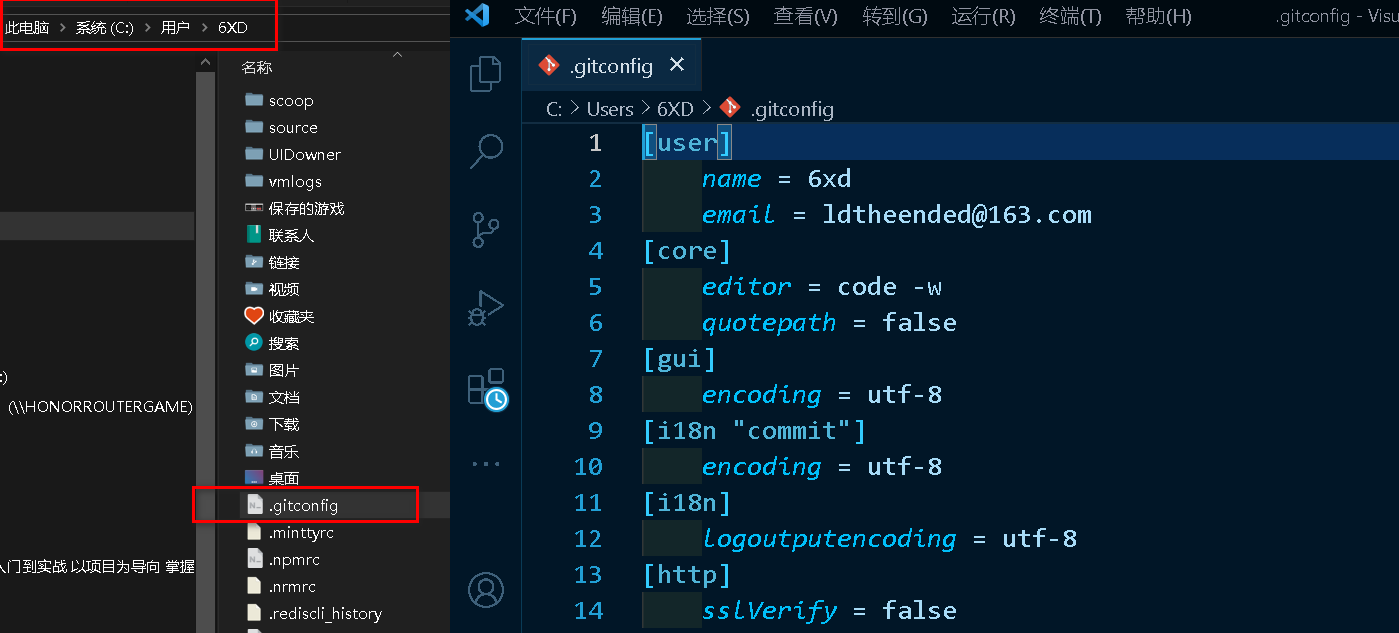 此电脑 > 系统 (C:) > 用户 > 6XD
名称
scoop
source
UIDowner
vmlogs
保存的游戏
联系人
链接
视频
收藏夹
搜索
图片
文档
下载
音乐
桌面
.gitconfig
.minttyrc
.npmrc
.nrmrc
.rediscli_history
:)
(\\HONORROUTERGAME)
入门到实战 以项目为导向 掌握
文件(F) 编辑(E) 选择(S) 查看(V) 转到(G) 运行(R) 终端(T) 帮助(H) .gitconfig - Visu
.gitconfig ×
C: > Users > 6XD > .gitconfig
1 [user]
2 name = 6xd
3 email = ldtheended@163.com
4 [core]
5 editor = code -w
6 quotepath = false
7 [gui]
8 encoding = utf-8
9 [i18n "commit"]
10 encoding = utf-8
11 [i18n]
12 logoutputencoding = utf-8
13 [http]
14 sslVerify = false